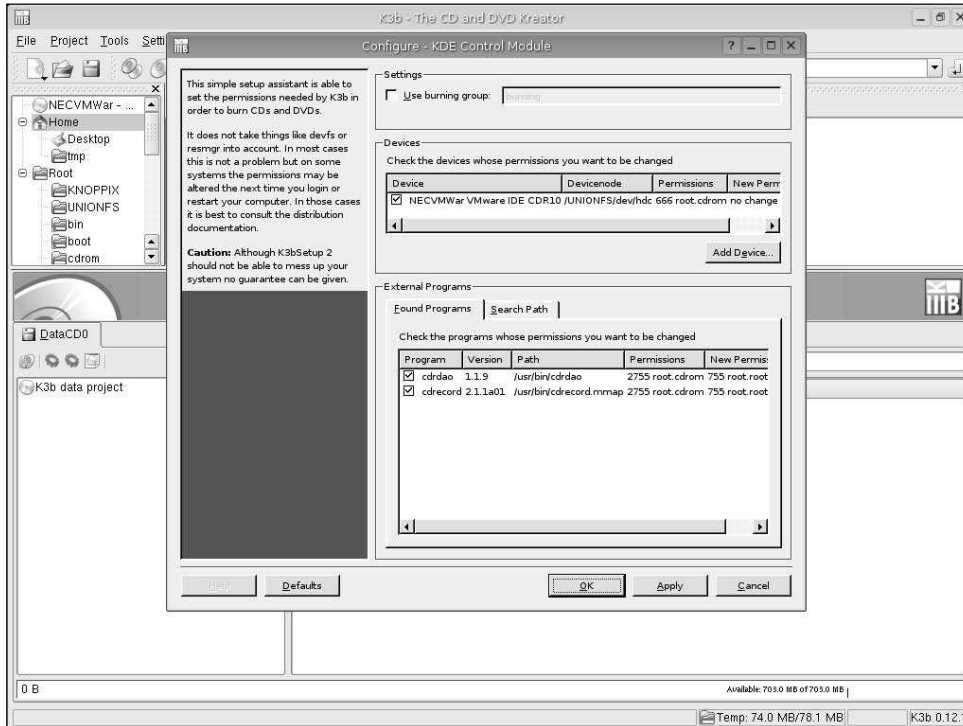 K3b - The CD and DVD Kreator
File Project Tools Setti
NECVMWar - ...
Home
Desktop
tmp
Root
KNOPPIX
UNIONFS
bin
boot
cdrom
DataCD0
K3b data project
Configure - KDE Control Module
This simple setup assistant is able to
set the permissions needed by K3b in
order to burn CDs and DVDs.
It does not take things like devfs or
resmgr into account. In most cases
this is not a problem but on some
systems the permissions may be
altered the next time you login or
restart your computer. In those cases
it is best to consult the distribution
documentation.
Caution: Although K3bSetup 2
should not be able to mess up your
system no guarantee can be given.
Settings
Use burning group: burning
Devices
Check the devices whose permissions you want to be changed
Device Devicenode Permissions New Perm
NECVMWar VMware IDE CDR10 /UNIONFS/dev/hdc 666 root.cdrom no change
Add Device...
External Programs
Found Programs Search Path
Check the programs whose permissions you want to be changed
Program Version Path Permissions New Permis
cdrdao 1.1.9 /usr/bin/cdrdao 2755 root.cdrom 755 root.root
cdrecord 2.1.1a01 /usr/bin/cdrecord.mmap 2755 root.cdrom 755 root.root
Help Defaults OK Apply Cancel
0 B
Available: 703.0 MB of 703.0 MB
Temp: 74.0 MB/78.1 MB K3b 0.12.